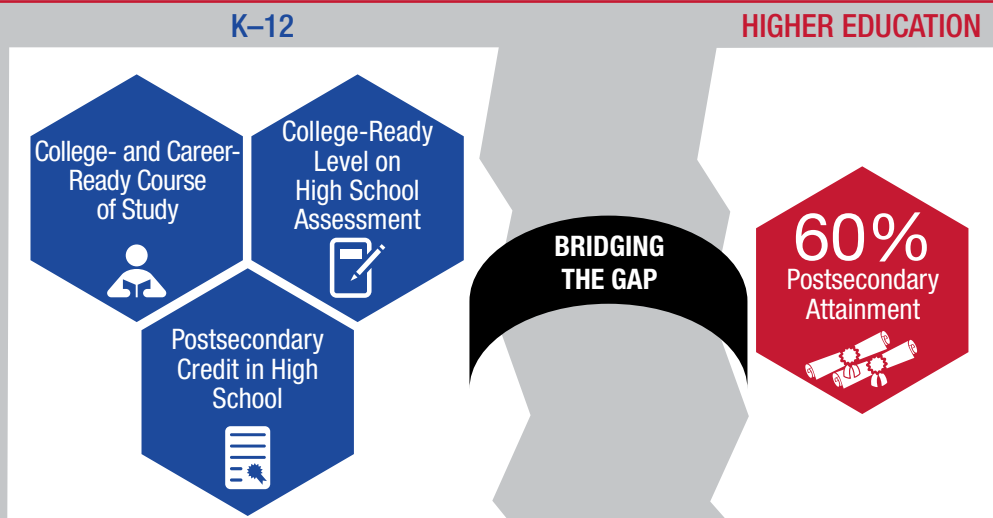 K–12
HIGHER EDUCATION
College- and Career-
Ready Course
of Study
College-Ready
Level on
High School
Assessment
Postsecondary
Credit in High
School
BRIDGING
THE GAP
60%
Postsecondary
Attainment